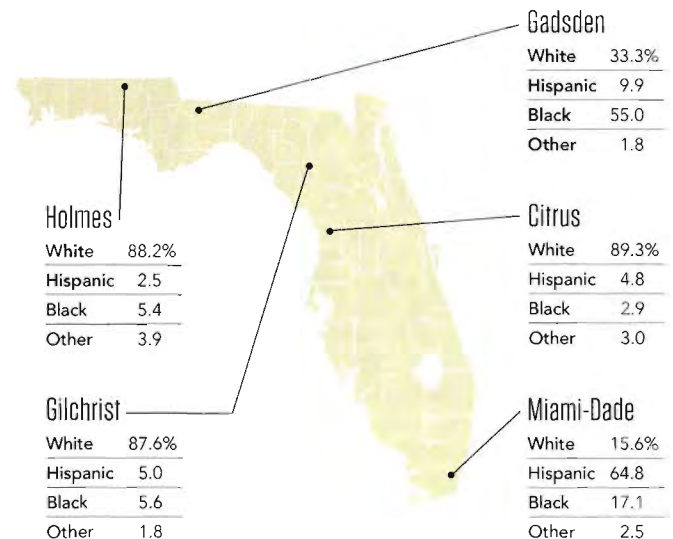 Gadsden
White 33.3%
Hispanic 9.9
Black 55.0
Other 1.8
Holmes
White 88.2%
Hispanic 2.5
Black 5.4
Other 3.9
Citrus
White 89.3%
Hispanic 4.8
Black 2.9
Other 3.0
Gilchrist
White 87.6%
Hispanic 5.0
Black 5.6
Other 1.8
Miami-Dade
White 15.6%
Hispanic 64.8
Black 17.1
Other 2.5